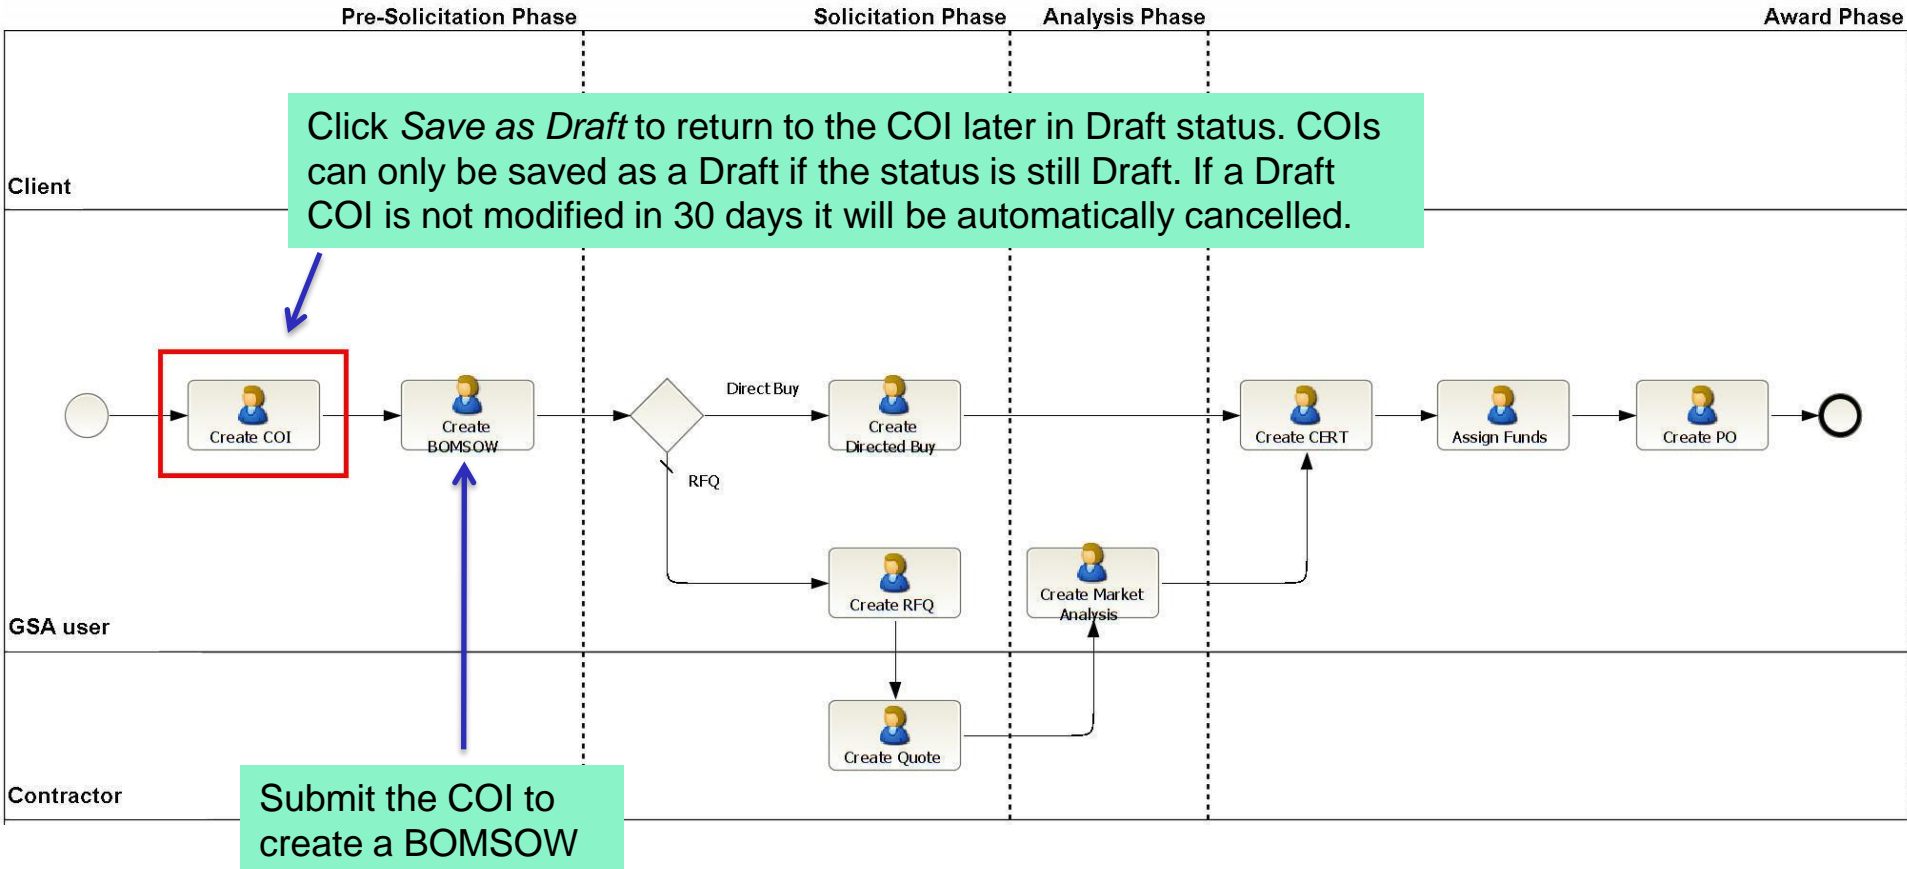 Pre-Solicitation Phase
Solicitation Phase
Analysis Phase
Award Phase
Click Save as Draft to return to the COI later in Draft status. COIs
can only be saved as a Draft if the status is still Draft. If a Draft
COI is not modified in 30 days it will be automatically cancelled.
Client
Create COI
Create
BOMSOW
Direct Buy
Create
Directed Buy
Create CERT
Assign Funds
Create PO
RFQ
Create RFQ
Create Market
Analysis
GSA user
Create Quote
Contractor
Submit the COI to
create a BOMSOW